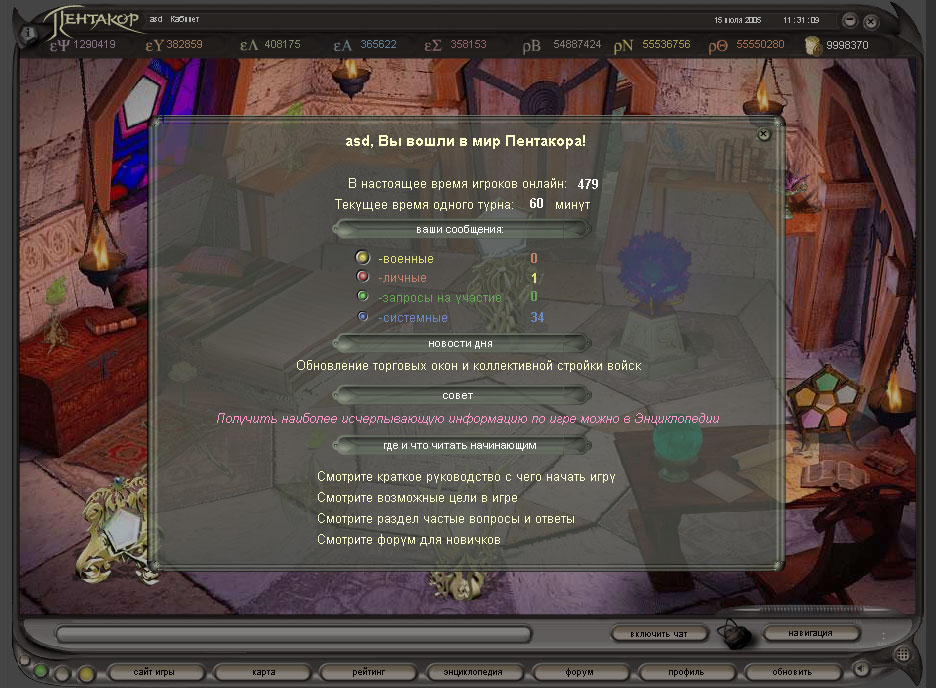 Пентакор asd Кабинет 15 июля 2005 11:31:09
εΨ 1290419 εΥ 382859 εΛ 408175 εΑ 365622 εΣ 358153 ρΒ 54887424 ρΝ 55536756 ρΘ 55550280 9998370
asd, Вы вошли в мир Пентакора!
В настоящее время игроков онлайн: 479
Текущее время одного турна: 60 минут
ваши сообщения:
-военные 0
-личные 1
-запросы на участие 0
-системные 34
новости дня
Обновление торговых окон и коллективной стройки войск
совет
Получить наиболее исчерпывающую информацию по игре можно в Энциклопедии
где и что читать начинающим
Смотрите краткое руководство с чего начать игру
Смотрите возможные цели в игре
Смотрите раздел частые вопросы и ответы
Смотрите форум для новичков
включить чат навигация
сайт игры карта рейтинг энциклопедия форум профиль обновить